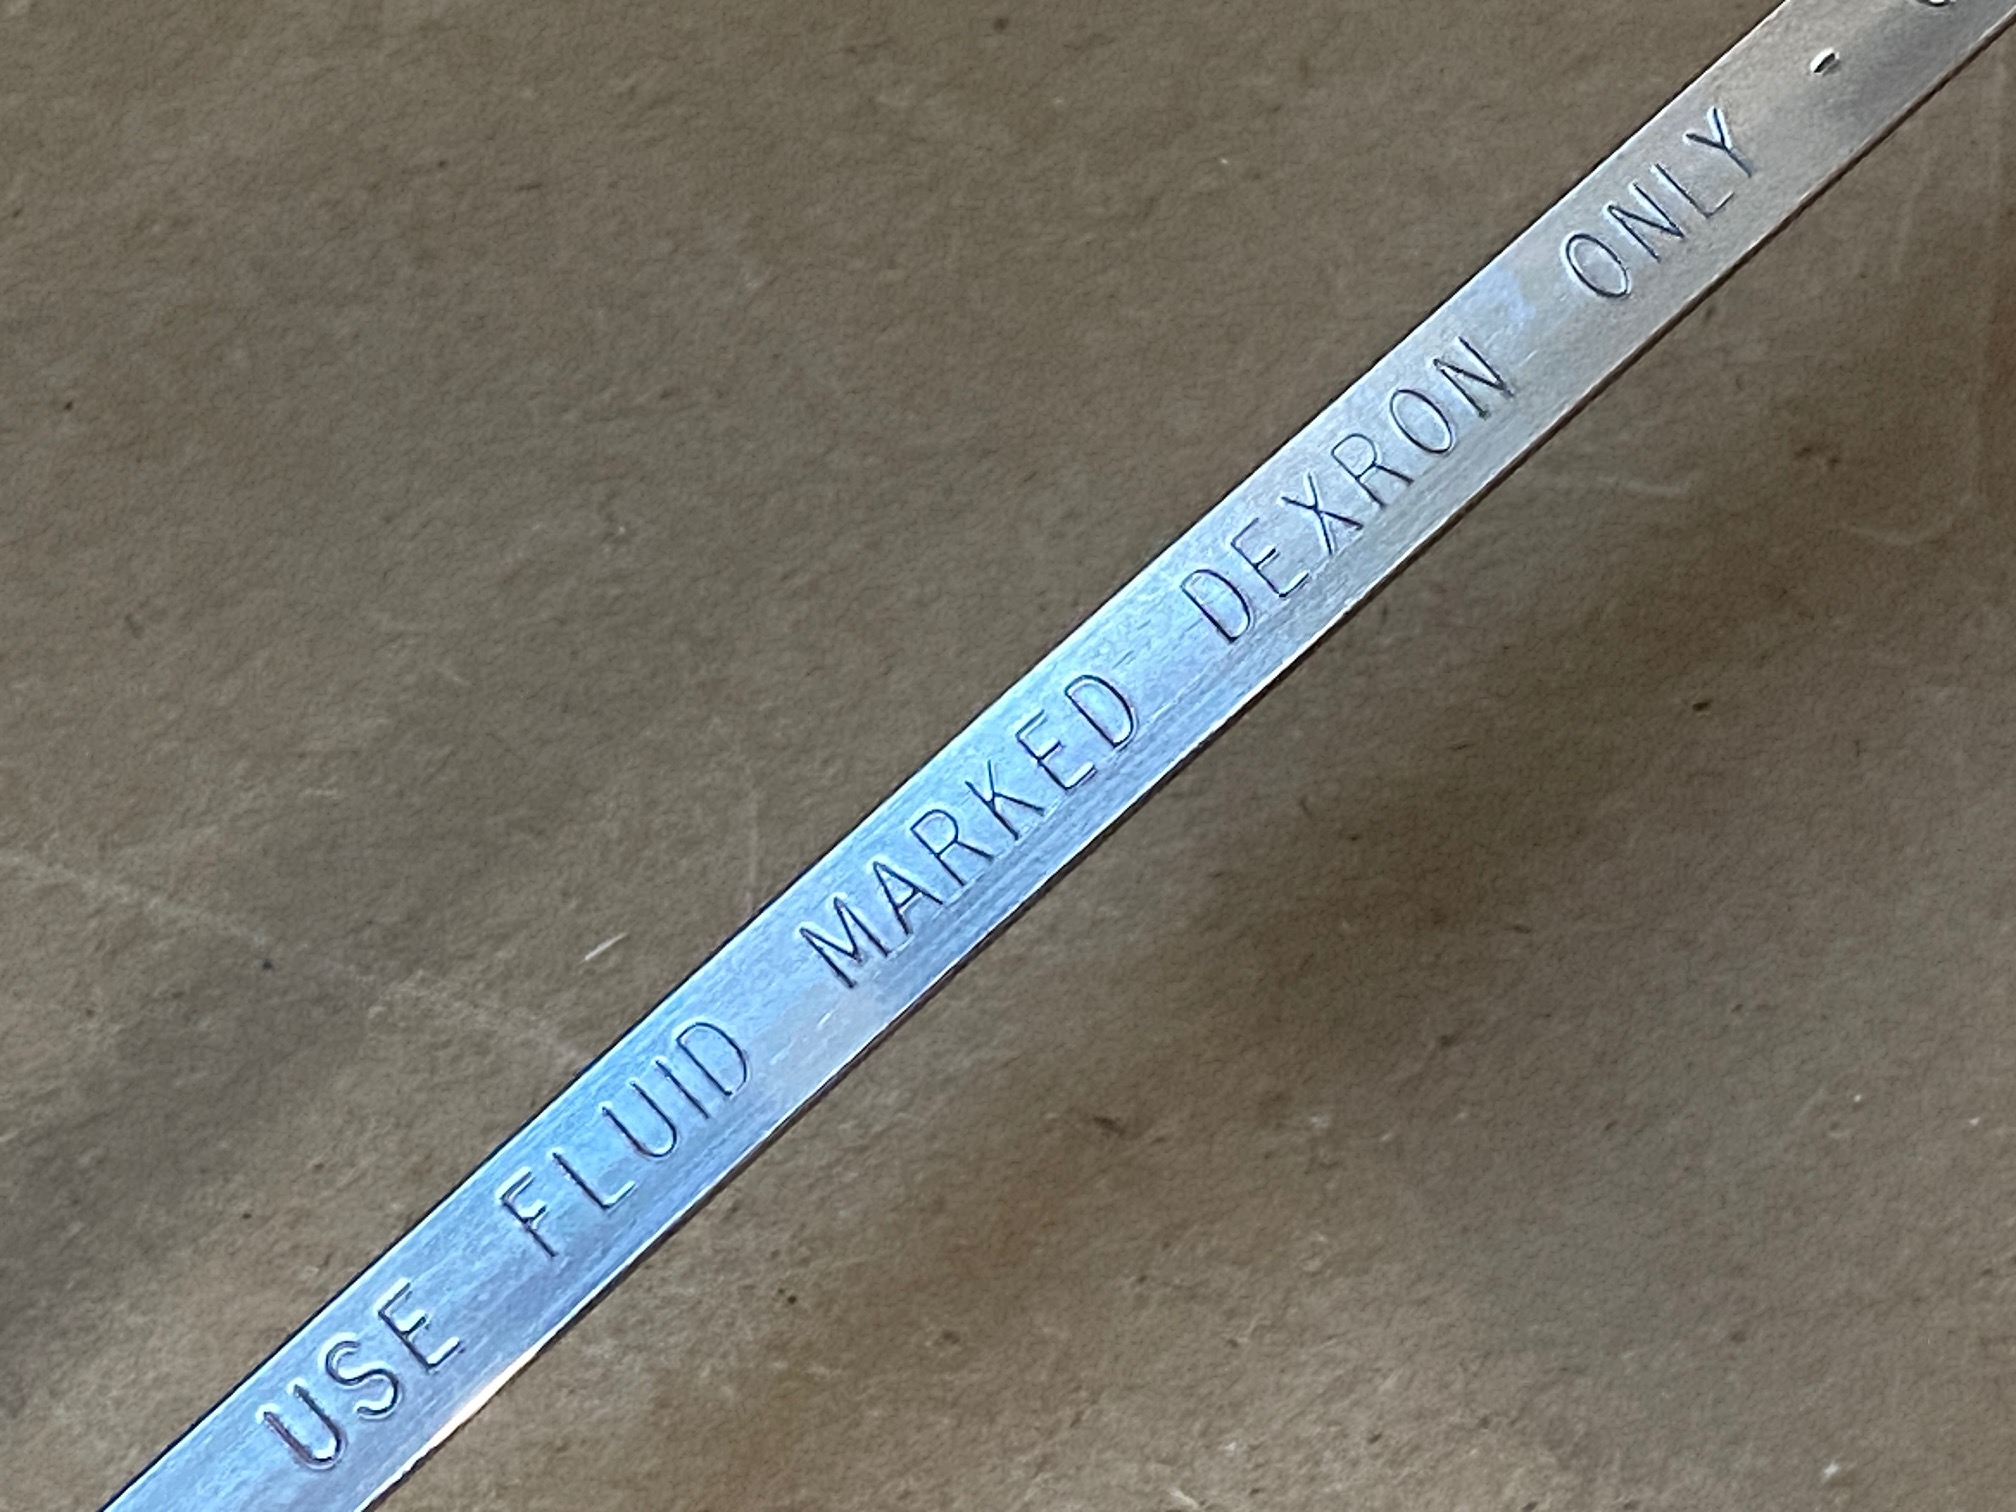 USE FLUID MARKED DEXRON ONLY -